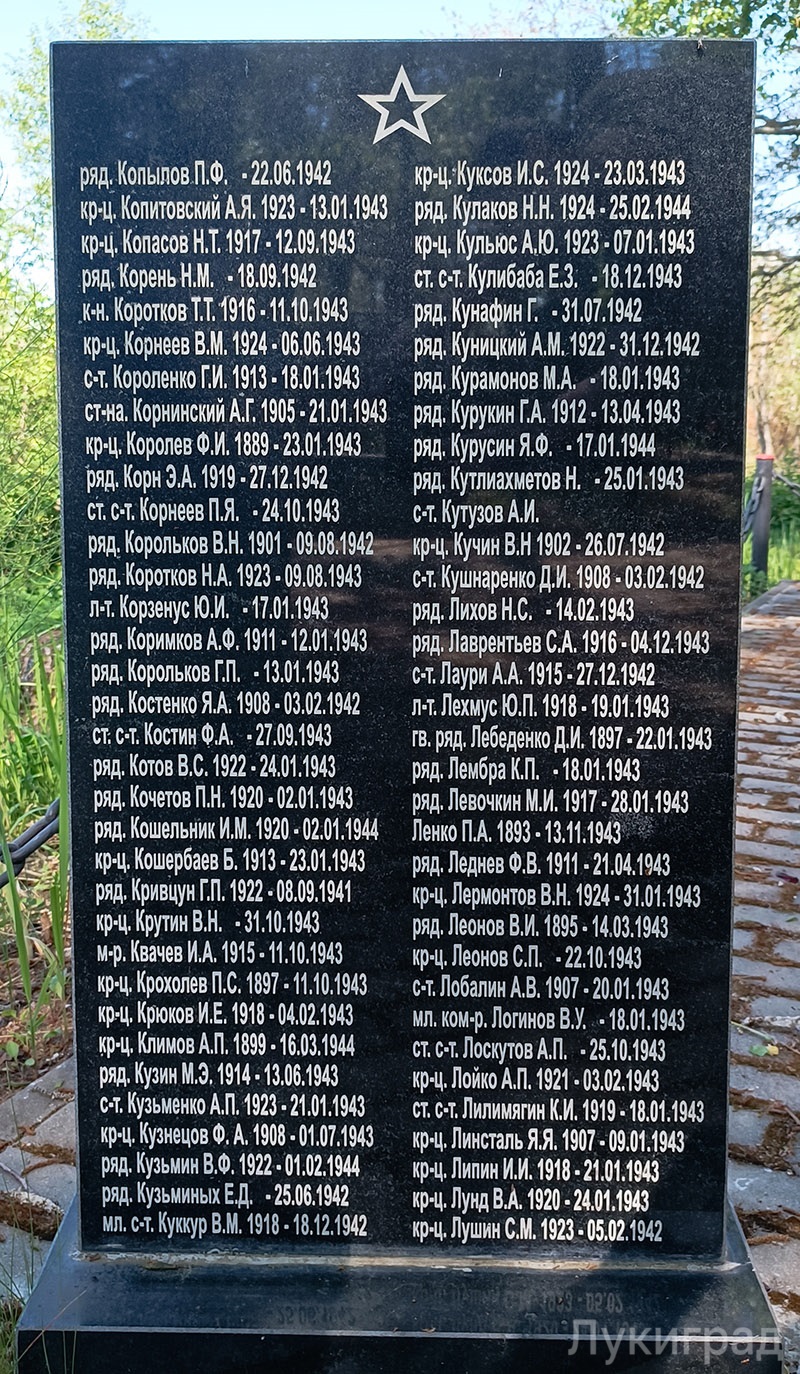 ряд. Копылов П.Ф. - 22.06.1942
кр-ц. Копитовский А.Я. 1923 - 13.01.1943
кр-ц. Копасов Н.Т. 1917 - 12.09.1943
ряд. Корень Н.М. - 18.09.1942
к-н. Коротков Т.Т. 1916 - 11.10.1943
кр-ц. Корнеев В.М. 1924 - 06.06.1943
с-т. Короленко Г.И. 1913 - 18.01.1943
ст-на. Корнинский А.Г. 1905 - 21.01.1943
кр-ц. Королев Ф.И. 1889 - 23.01.1943
ряд. Корн Э.А. 1919 - 27.12.1942
ст. с-т. Корнеев П.Я. - 24.10.1943
ряд. Корольков В.Н. 1901 - 09.08.1942
ряд. Коротков Н.А. 1923 - 09.08.1943
л-т. Корзенус Ю.И. - 17.01.1943
ряд. Коримков А.Ф. 1911 - 12.01.1943
ряд. Корольков Г.П. - 13.01.1943
ряд. Костенко Я.А. 1908 - 03.02.1942
ст. с-т. Костин Ф.А. - 27.09.1943
ряд. Котов В.С. 1922 - 24.01.1943
ряд. Кочетов П.Н. 1920 - 02.01.1943
ряд. Кошельник И.М. 1920 - 02.01.1944
кр-ц. Кошербаев Б. 1913 - 23.01.1943
ряд. Кривцун Г.П. 1922 - 08.09.1941
кр-ц. Крутин В.Н. - 31.10.1943
м-р. Квачев И.А. 1915 - 11.10.1943
кр-ц. Крохолев П.С. 1897 - 11.10.1943
кр-ц. Крюков И.Е. 1918 - 04.02.1943
кр-ц. Климов А.П. 1899 - 16.03.1944
ряд. Кузин М.Э. 1914 - 13.06.1943
с-т. Кузьменко А.П. 1923 - 21.01.1943
кр-ц. Кузнецов Ф. А. 1908 - 01.07.1943
ряд. Кузьмин В.Ф. 1922 - 01.02.1944
ряд. Кузьминых Е.Д. - 25.06.1942
мл. с-т. Куккур В.М. 1918 - 18.12.1942
кр-ц. Куксов И.С. 1924 - 23.03.1943
ряд. Кулаков Н.Н. 1924 - 25.02.1944
кр-ц. Кульюс А.Ю. 1923 - 07.01.1943
ст. с-т. Кулибаба Е.З. - 18.12.1943
ряд. Кунафин Г. - 31.07.1942
ряд. Куницкий А.М. 1922 - 31.12.1942
ряд. Курамонов М.А. - 18.01.1943
ряд. Курукин Г.А. 1912 - 13.04.1943
ряд. Курусин Я.Ф. - 17.01.1944
ряд. Кутлиахметов Н. - 25.01.1943
с-т. Кутузов А.И.
кр-ц. Кучин В.Н 1902 - 26.07.1942
с-т. Кушнаренко Д.И. 1908 - 03.02.1942
ряд. Лихов Н.С. - 14.02.1943
ряд. Лаврентьев С.А. 1916 - 04.12.1943
с-т. Лаури А.А. 1915 - 27.12.1942
л-т. Лехмус Ю.П. 1918 - 19.01.1943
гв. ряд. Лебеденко Д.И. 1897 - 22.01.1943
ряд. Лембра К.П. - 18.01.1943
ряд. Левочкин М.И. 1917 - 28.01.1943
Ленко П.А. 1893 - 13.11.1943
ряд. Леднев Ф.В. 1911 - 21.04.1943
кр-ц. Лермонтов В.Н. 1924 - 31.01.1943
ряд. Леонов В.И. 1895 - 14.03.1943
кр-ц. Леонов С.П. - 22.10.1943
с-т. Лобалин А.В. 1907 - 20.01.1943
мл. ком-р. Логинов В.У. - 18.01.1943
ст. с-т. Лоскутов А.П. - 25.10.1943
кр-ц. Лойко А.П. 1921 - 03.02.1943
ст. с-т. Лилимягин К.И. 1919 - 18.01.1943
кр-ц. Линсталь Я.Я. 1907 - 09.01.1943
кр-ц. Липин И.И. 1918 - 21.01.1943
кр-ц. Лунд В.А. 1920 - 24.01.1943
кр-ц. Лушин С.М. 1923 - 05.02.1942
Лукиград